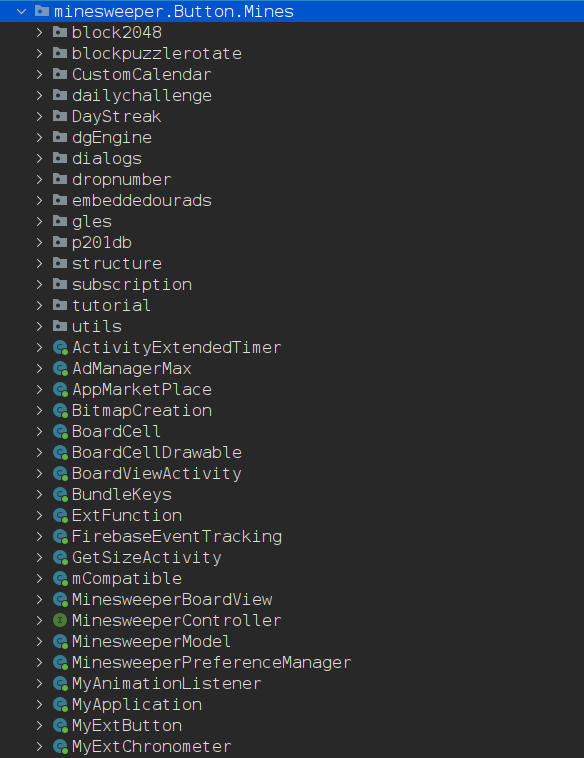 minesweeper.Button.Mines
block2048
blockpuzzlerotate
CustomCalendar
dailychallenge
DayStreak
dgEngine
dialogs
dropnumber
embeddedourads
gles
p201db
structure
subscription
tutorial
utils
ActivityExtendedTimer
AdManagerMax
AppMarketPlace
BitmapCreation
BoardCell
BoardCellDrawable
BoardViewActivity
BundleKeys
ExtFunction
FirebaseEventTracking
GetSizeActivity
mCompatible
MinesweeperBoardView
MinesweeperController
MinesweeperModel
MinesweeperPreferenceManager
MyAnimationListener
MyApplication
MyExtButton
MyExtChronometer